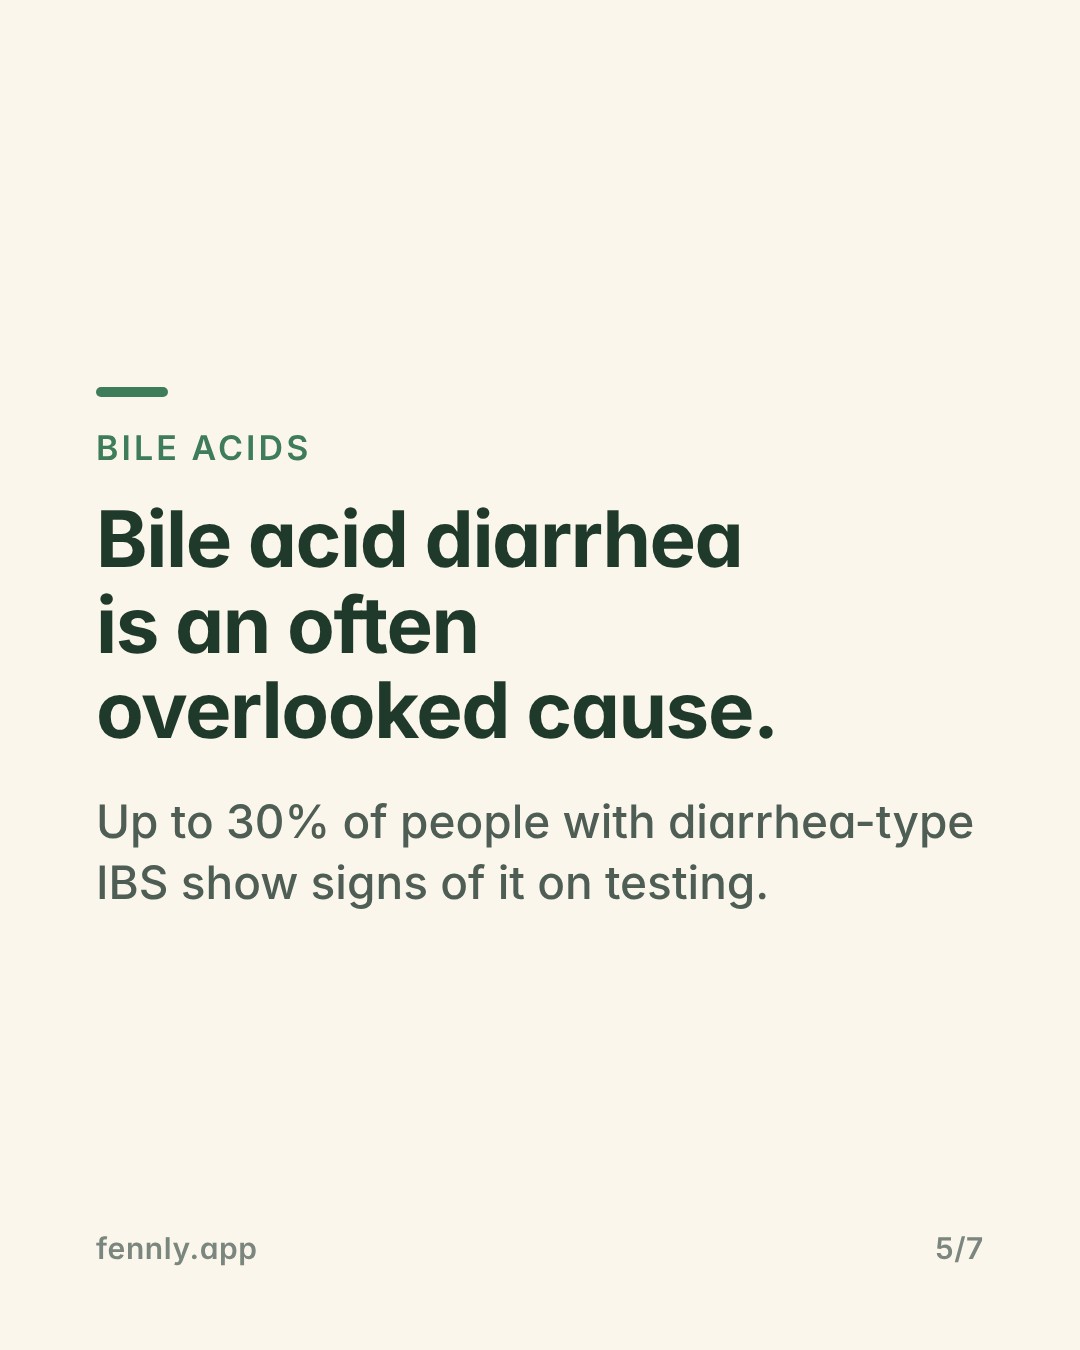 BILE ACIDS
Bile acid diarrhea
is an often
overlooked cause.
Up to 30% of people with diarrhea-type
IBS show signs of it on testing.
fennly.app
5/7